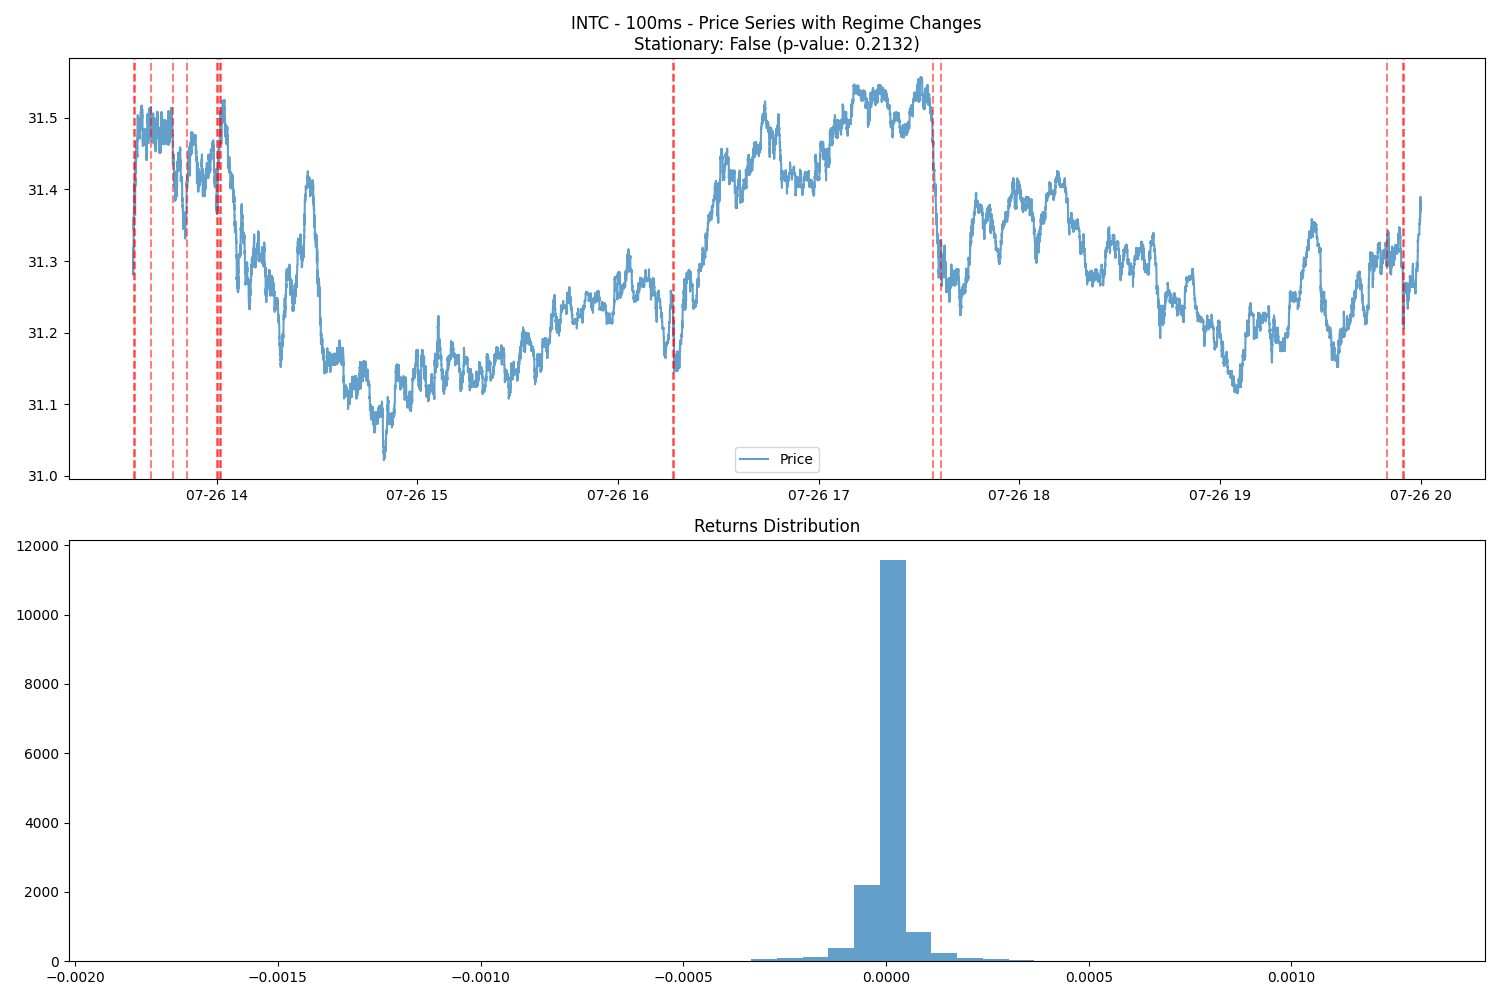 INTC - 100ms - Price Series with Regime Changes
Stationary: False (p-value: 0.2132)
31.5
31.4
31.3
31.2
31.1
31.0
Price
07-26 14 07-26 15 07-26 16 07-26 17 07-26 18 07-26 19 07-26 20
Returns Distribution
12000
10000
8000
6000
4000
2000
0
−0.0020 −0.0015 −0.0010 −0.0005 0.0000 0.0005 0.0010